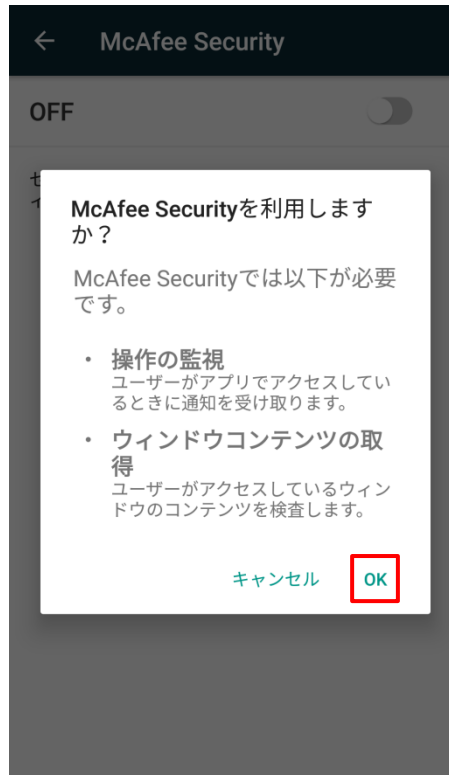 McAfee Security
OFF
セ
ィ
McAfee Securityを利用します
か？
McAfee Securityでは以下が必要
です。
・ 操作の監視
ユーザーがアプリでアクセスしてい
るときに通知を受け取ります。
・ ウィンドウコンテンツの取
得
ユーザーがアクセスしているウィン
ドウのコンテンツを検査します。
キャンセル OK